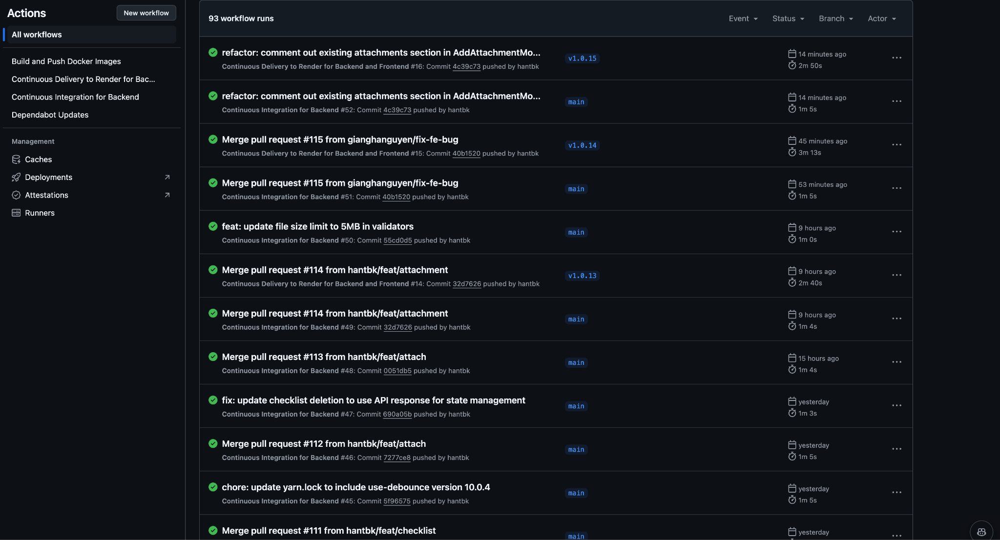 Actions
New workflow
All workflows
Build and Push Docker Images
Continuous Delivery to Render for Bac...
Continuous Integration for Backend
Dependabot Updates
Management
Caches
Deployments
Attestations
Runners
93 workflow runs
Event
Status
Branch
Actor
refactor: comment out existing attachments section in AddAttachmentMo...
Continuous Delivery to Render for Backend and Frontend #16: Commit 4c39c73 pushed by hantbk
v1.0.15
14 minutes ago
2m 50s
refactor: comment out existing attachments section in AddAttachmentMo...
Continuous Integration for Backend #52: Commit 4c39c73 pushed by hantbk
main
14 minutes ago
1m 5s
Merge pull request #115 from gianghanguyen/fix-fe-bug
Continuous Delivery to Render for Backend and Frontend #15: Commit 40b1520 pushed by hantbk
v1.0.14
45 minutes ago
3m 13s
Merge pull request #115 from gianghanguyen/fix-fe-bug
Continuous Integration for Backend #51: Commit 40b1520 pushed by hantbk
main
53 minutes ago
1m 5s
feat: update file size limit to 5MB in validators
Continuous Integration for Backend #50: Commit 55cd0d5 pushed by hantbk
main
9 hours ago
1m 0s
Merge pull request #114 from hantbk/feat/attachment
Continuous Delivery to Render for Backend and Frontend #14: Commit 32d7626 pushed by hantbk
v1.0.13
9 hours ago
2m 40s
Merge pull request #114 from hantbk/feat/attachment
Continuous Integration for Backend #49: Commit 32d7626 pushed by hantbk
main
9 hours ago
1m 4s
Merge pull request #113 from hantbk/feat/attach
Continuous Integration for Backend #48: Commit 0051db5 pushed by hantbk
main
15 hours ago
1m 4s
fix: update checklist deletion to use API response for state management
Continuous Integration for Backend #47: Commit 690a05b pushed by hantbk
main
yesterday
1m 3s
Merge pull request #112 from hantbk/feat/attach
Continuous Integration for Backend #46: Commit 7277ce8 pushed by hantbk
main
yesterday
1m 5s
chore: update yarn.lock to include use-debounce version 10.0.4
Continuous Integration for Backend #45: Commit 5f96575 pushed by hantbk
main
yesterday
1m 5s
Merge pull request #111 from hantbk/feat/checklist
main
yesterday